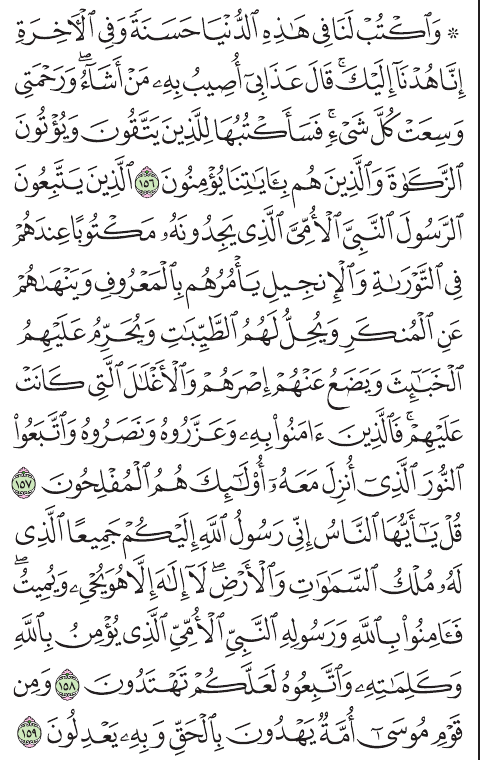 ۞ وَٱكۡتُبۡ لَنَا فِي هَٰذِهِ ٱلدُّنۡيَا حَسَنَةٗ وَفِي ٱلۡأٓخِرَةِ
إِنَّا هُدۡنَآ إِلَيۡكَۚ قَالَ عَذَابِيٓ أُصِيبُ بِهِۦ مَنۡ أَشَآءُۖ وَرَحۡمَتِي
وَسِعَتۡ كُلَّ شَيۡءٖۚ فَسَأَكۡتُبُهَا لِلَّذِينَ يَتَّقُونَ وَيُؤۡتُونَ
ٱلزَّكَوٰةَ وَٱلَّذِينَ هُم بِـَٔايَٰتِنَا يُؤۡمِنُونَ ١٥٦ ٱلَّذِينَ يَتَّبِعُونَ
ٱلرَّسُولَ ٱلنَّبِيَّ ٱلۡأُمِّيَّ ٱلَّذِي يَجِدُونَهُۥ مَكۡتُوبًا عِندَهُمۡ
فِي ٱلتَّوۡرَىٰةِ وَٱلۡإِنجِيلِ يَأۡمُرُهُم بِٱلۡمَعۡرُوفِ وَيَنۡهَىٰهُمۡ
عَنِ ٱلۡمُنكَرِ وَيُحِلُّ لَهُمُ ٱلطَّيِّبَٰتِ وَيُحَرِّمُ عَلَيۡهِمُ
ٱلۡخَبَٰٓئِثَ وَيَضَعُ عَنۡهُمۡ إِصۡرَهُمۡ وَٱلۡأَغۡلَٰلَ ٱلَّتِي كَانَتۡ
عَلَيۡهِمۡۚ فَٱلَّذِينَ ءَامَنُواْ بِهِۦ وَعَزَّرُوهُ وَنَصَرُوهُ وَٱتَّبَعُواْ
ٱلنُّورَ ٱلَّذِيٓ أُنزِلَ مَعَهُۥٓ أُوْلَٰٓئِكَ هُمُ ٱلۡمُفۡلِحُونَ ١٥٧
قُلۡ يَٰٓأَيُّهَا ٱلنَّاسُ إِنِّي رَسُولُ ٱللَّهِ إِلَيۡكُمۡ جَمِيعًا ٱلَّذِي
لَهُۥ مُلۡكُ ٱلسَّمَٰوَٰتِ وَٱلۡأَرۡضِۖ لَآ إِلَٰهَ إِلَّا هُوَ يُحۡيِۦ وَيُمِيتُۖ
فَـَٔامِنُواْ بِٱللَّهِ وَرَسُولِهِ ٱلنَّبِيِّ ٱلۡأُمِّيِّ ٱلَّذِي يُؤۡمِنُ بِٱللَّهِ
وَكَلِمَٰتِهِۦ وَٱتَّبِعُوهُ لَعَلَّكُمۡ تَهۡتَدُونَ ١٥٨ وَمِن
قَوۡمِ مُوسَىٰٓ أُمَّةٞ يَهۡدُونَ بِٱلۡحَقِّ وَبِهِۦ يَعۡدِلُونَ ١٥٩